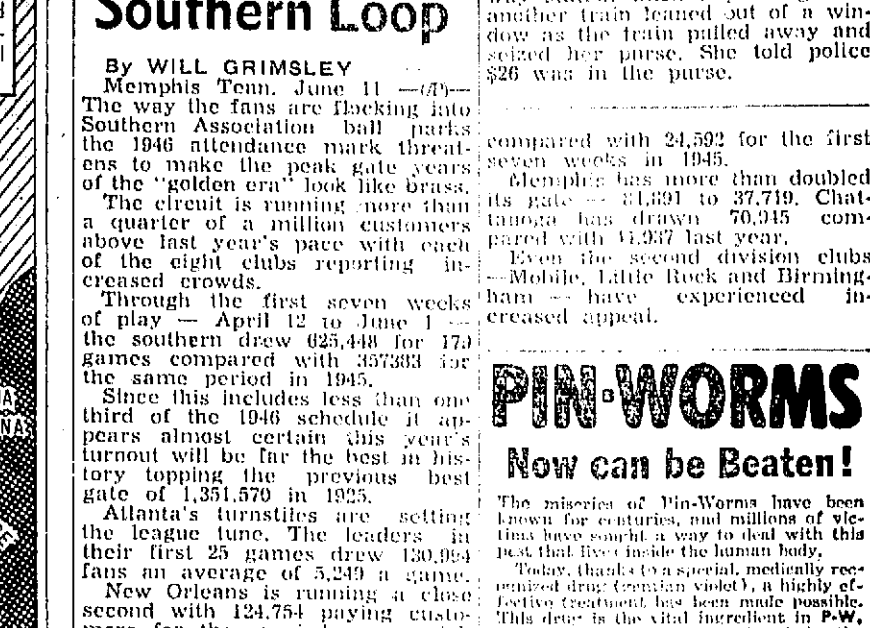 Southern Loop
By WILL GRIMSLEY
Memphis Tenn. June 11 —(AP)—
The way the fans are flocking into
Southern Association ball parks
the 1946 attendance mark threat-
ens to make the peak gate years
of the "golden era" look like brass.
The circuit is running more than
a quarter of a million customers
above last year's pace with each
of the eight clubs reporting in-
creased crowds.
Through the first seven weeks
of play — April 12 to June 1 —
the southern drew 625,448 for 179
games compared with 357383 for
the same period in 1945.
Since this includes less than one
third of the 1946 schedule it ap-
pears almost certain this year's
turnout will be far the best in his-
tory topping the previous best
gate of 1,351,570 in 1925.
Atlanta's turnstiles are setting
the league tune. The leaders in
their first 25 games drew 130,994
fans an average of 5,249 a game.
New Orleans is running a close
second with 124,754 paying custo-
another train leaned out of a win-
dow as the train pulled away and
seized her purse. She told police
$26 was in the purse.
compared with 24,592 for the first
seven weeks in 1945.
Memphis has more than doubled
its gate — to 37,719. Chat-
tanoga has drawn 70,945 com-
pared with last year.
Even the second division clubs
—Mobile, Little Rock and Birming-
ham — have experienced in-
creased appeal.
PIN-WORMS
Now can be Beaten!
The miseries of Pin-Worms have been
known for centuries, and millions of vic-
tims have sought a way to deal with this
pest that lives inside the human body.
Today, thanks to a special, medically rec-
ognized drug (gentian violet), a highly ef-
fective treatment has been made possible.
This drug is the vital ingredient in P-W,